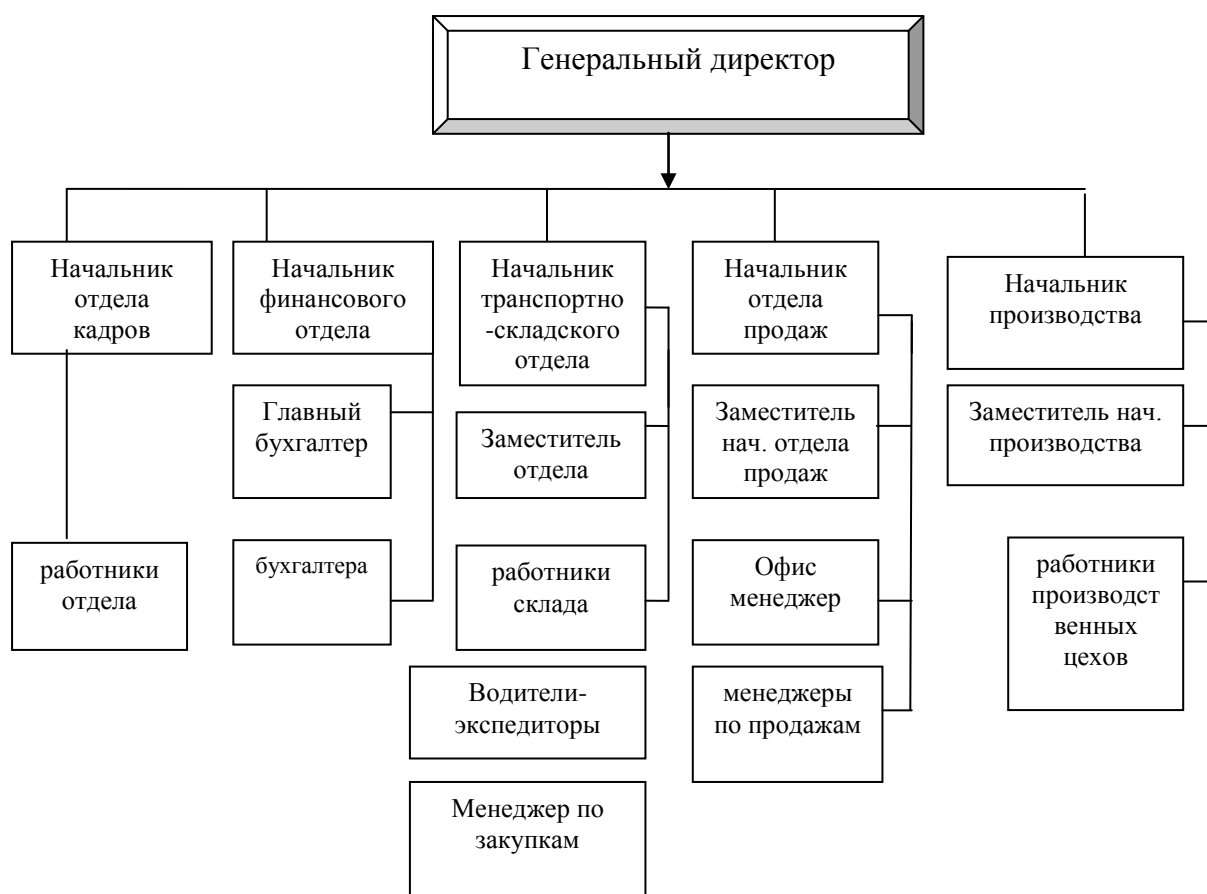 Генеральный директор
Начальник
отдела
кадров
Начальник
финансового
отдела
Начальник
транспортно
-складского
отдела
Начальник
отдела
продаж
Начальник
производства
Главный
бухгалтер
Заместитель
отдела
Заместитель
нач. отдела
продаж
Заместитель нач.
производства
работники
отдела
бухгалтера
работники
склада
Офис
менеджер
работники
производст
венных
цехов
Водители-
экспедиторы
менеджеры
по продажам
Менеджер по
закупкам